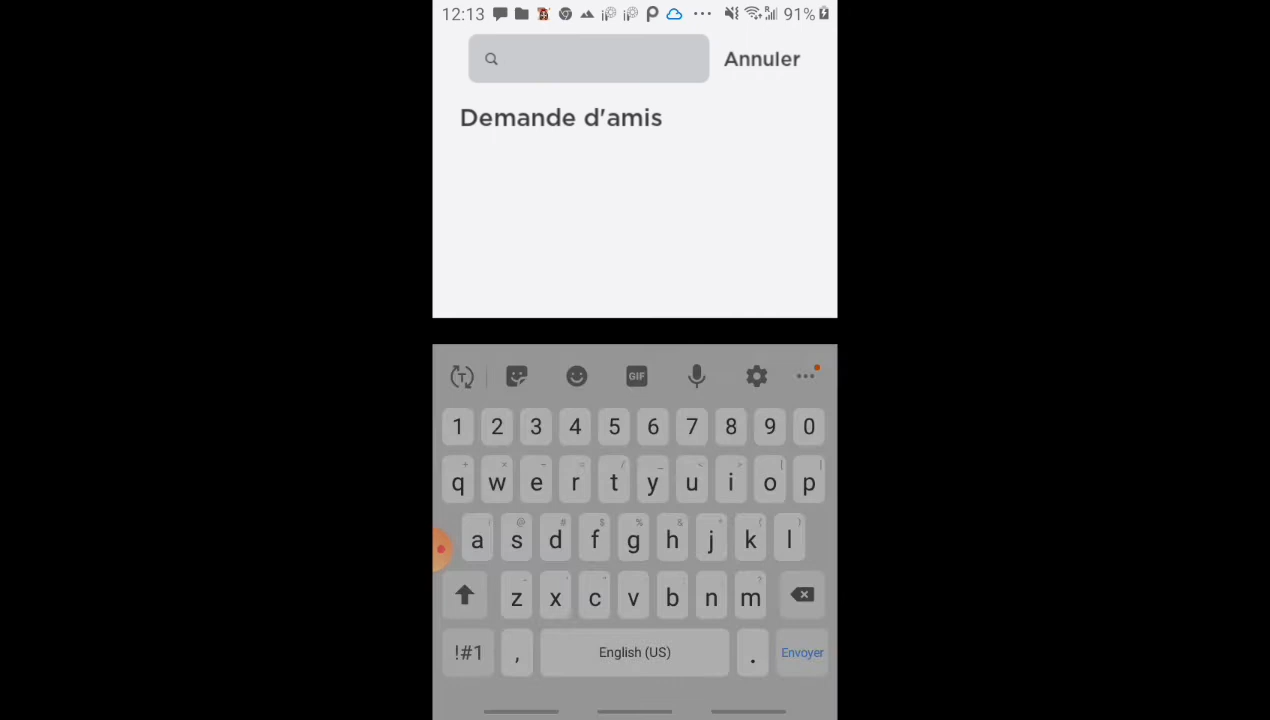 12:13 91%
Annuler
Demande d'amis
GIF
1 2 3 4 5 6 7 8 9 0
q w e r t y u i o p
a s d f g h j k l
z x c v b n m
!#1 , English (US) . Envoyer